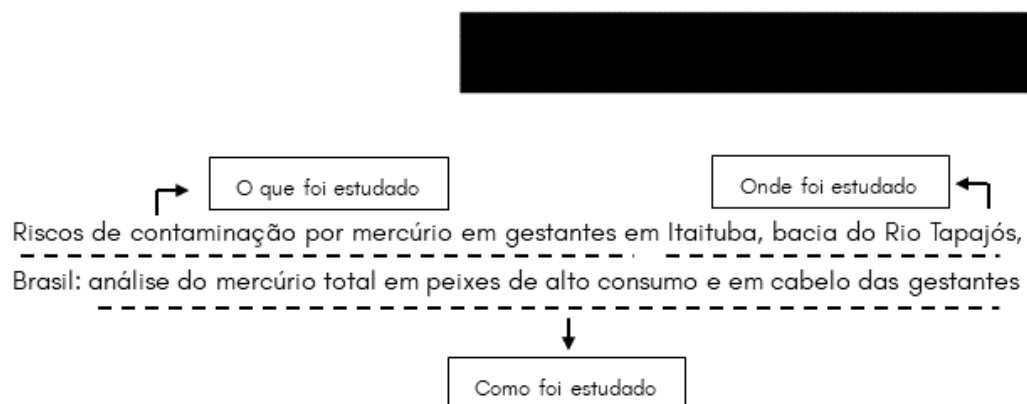 O que foi estudado
Onde foi estudado
Riscos de contaminação por mercúrio em gestantes em Itaituba, bacia do Rio Tapajós,
Brasil: análise do mercúrio total em peixes de alto consumo e em cabelo das gestantes
Como foi estudado